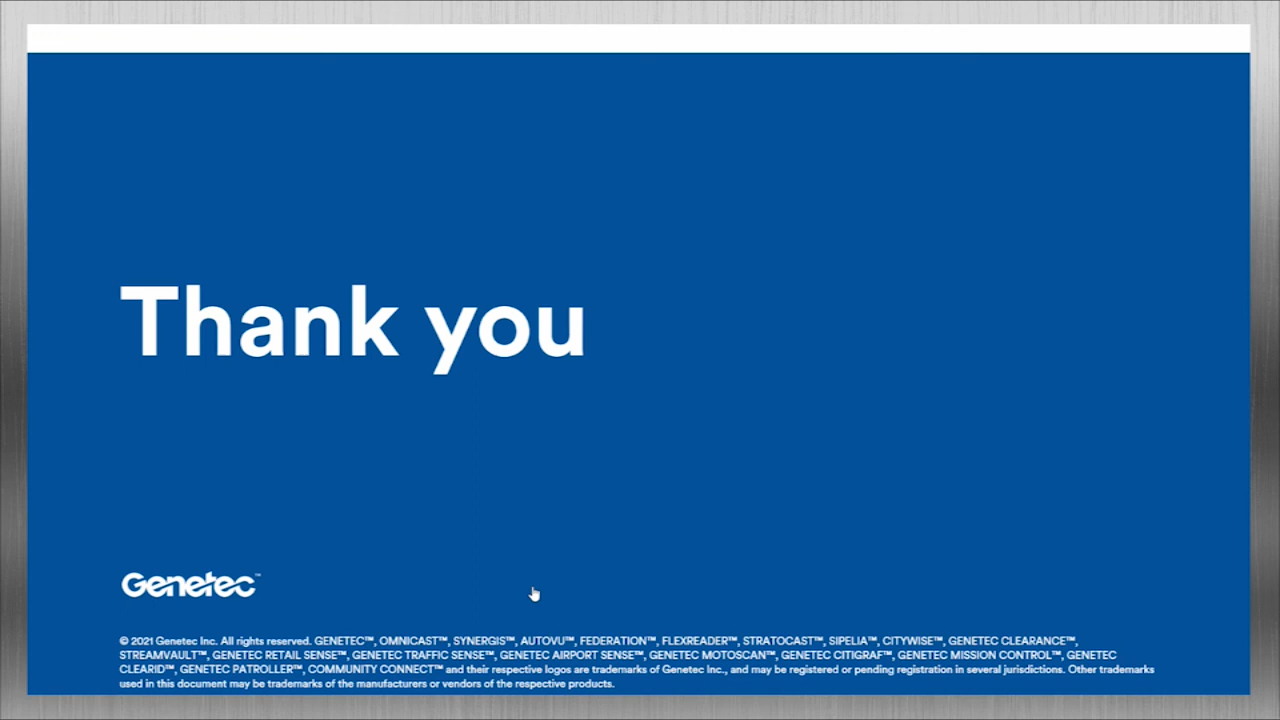 Thank you
Genetec™
© 2021 Genetec Inc. All rights reserved. GENETEC™, OMNICAST™, SYNERGIS™, AUTOVU™, FEDERATION™, FLEXREADER™, STRATOCAST™, SIPELIA™, CITYWISE™, GENETEC CLEARANCE™,
STREAMVAULT™, GENETEC RETAIL SENSE™, GENETEC TRAFFIC SENSE™, GENETEC AIRPORT SENSE™, GENETEC MOTOSCAN™, GENETEC CITIGRAF™, GENETEC MISSION CONTROL™, GENETEC
CLEARID™, GENETEC PATROLLER™, COMMUNITY CONNECT™ and their respective logos are trademarks of Genetec Inc., and may be registered or pending registration in several jurisdictions. Other trademarks
used in this document may be trademarks of the manufacturers or vendors of the respective products.